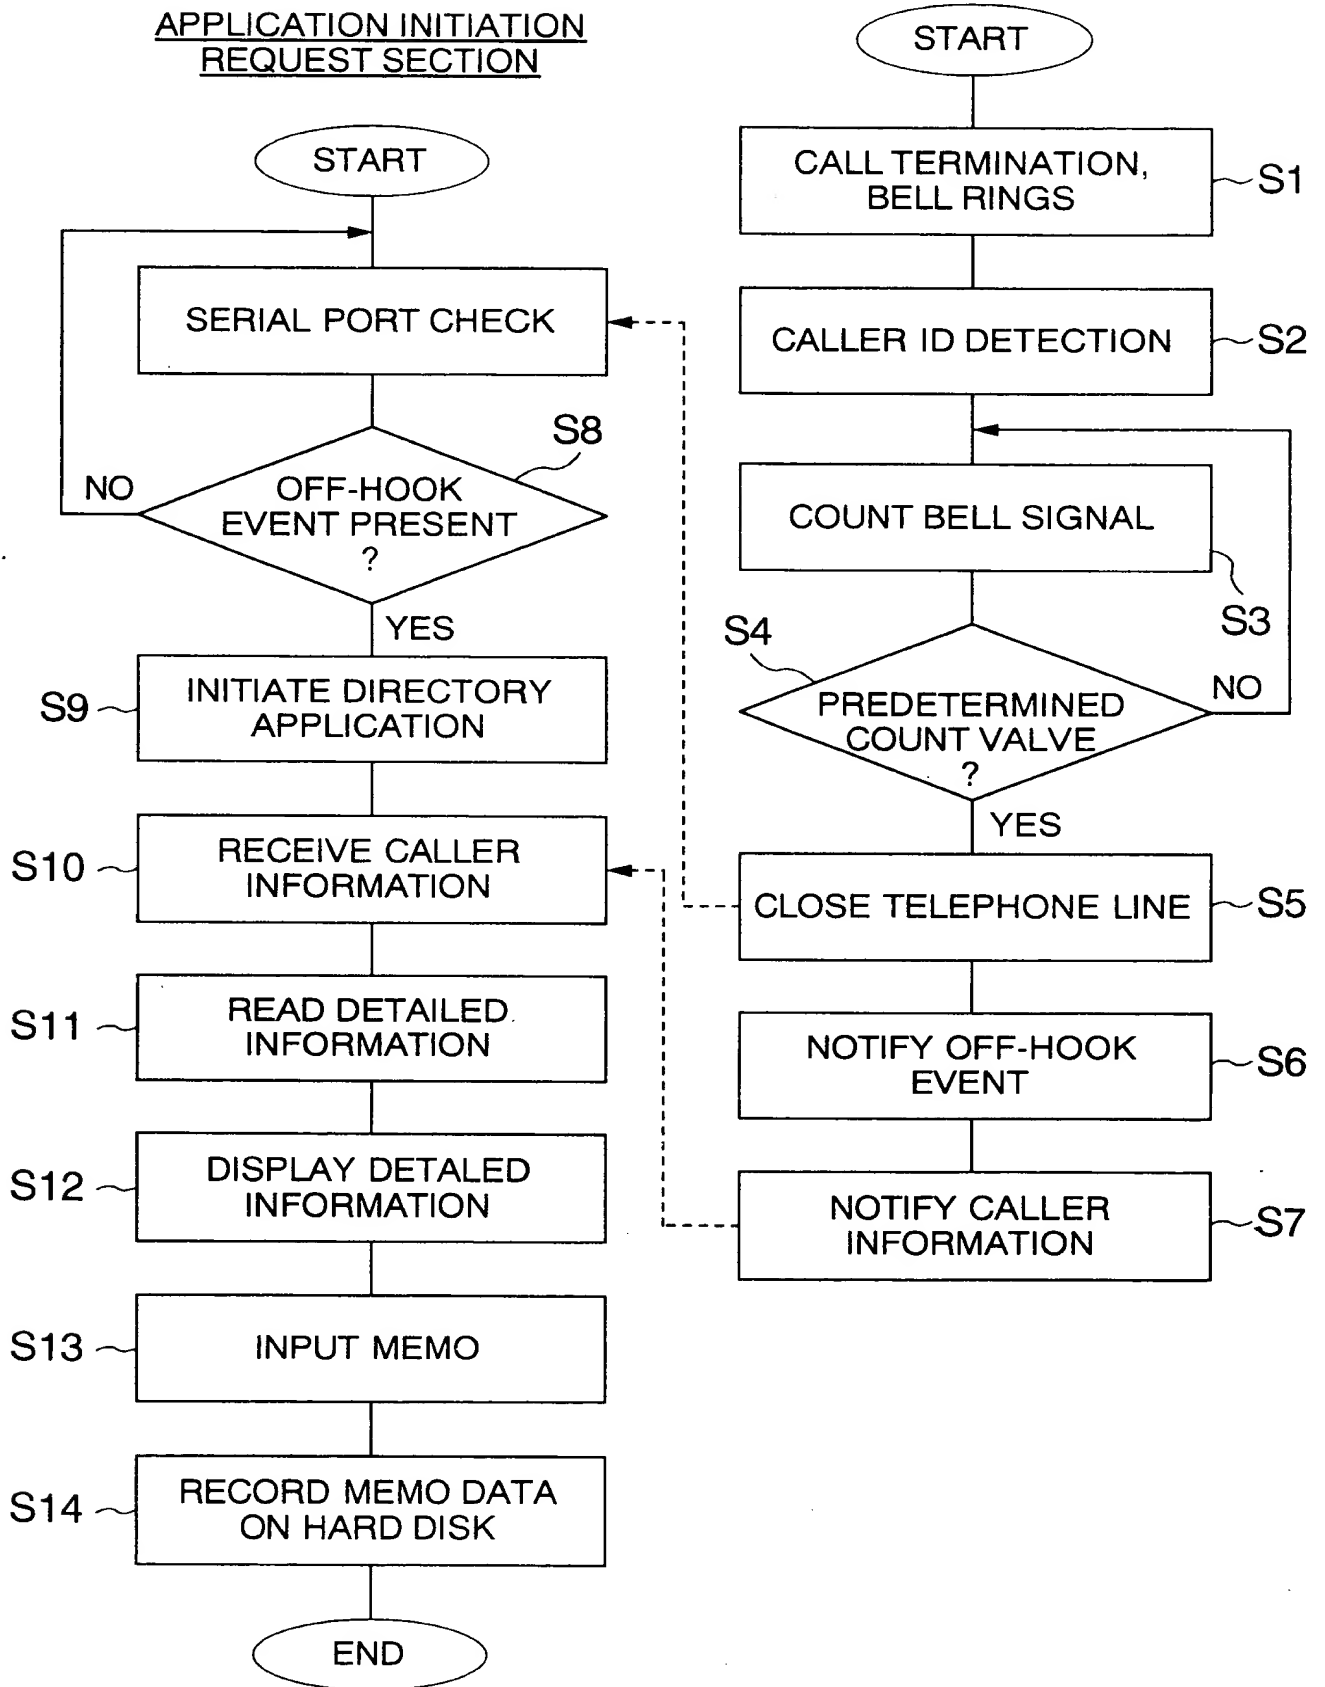 APPLICATION INITIATION
REQUEST SECTION
START
SERIAL PORT CHECK
S8
NO
OFF-HOOK
EVENT PRESENT
?
YES
S9
INITIATE DIRECTORY
APPLICATION
S10
RECEIVE CALLER
INFORMATION
S11
READ DETAILED
INFORMATION
S12
DISPLAY DETALED
INFORMATION
S13
INPUT MEMO
S14
RECORD MEMO DATA
ON HARD DISK
END
START
CALL TERMINATION,
BELL RINGS
S1
CALLER ID DETECTION
S2
COUNT BELL SIGNAL
S3
S4
PREDETERMINED
COUNT VALVE
?
NO
YES
CLOSE TELEPHONE LINE
S5
NOTIFY OFF-HOOK
EVENT
S6
NOTIFY CALLER
INFORMATION
S7